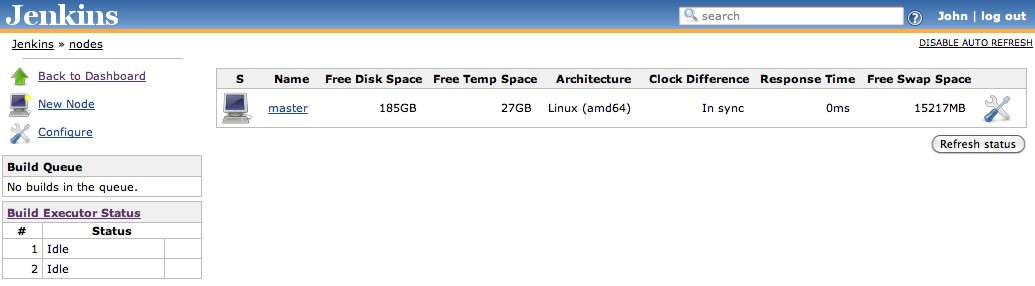 Jenkins
search
John | log out
Jenkins » nodes
DISABLE AUTO REFRESH
Back to Dashboard
New Node
Configure
Build Queue
No builds in the queue.
Build Executor Status
# Status
1 Idle
2 Idle
S Name Free Disk Space Free Temp Space Architecture Clock Difference Response Time Free Swap Space
master 185GB 27GB Linux (amd64) In sync 0ms 15217MB
Refresh status